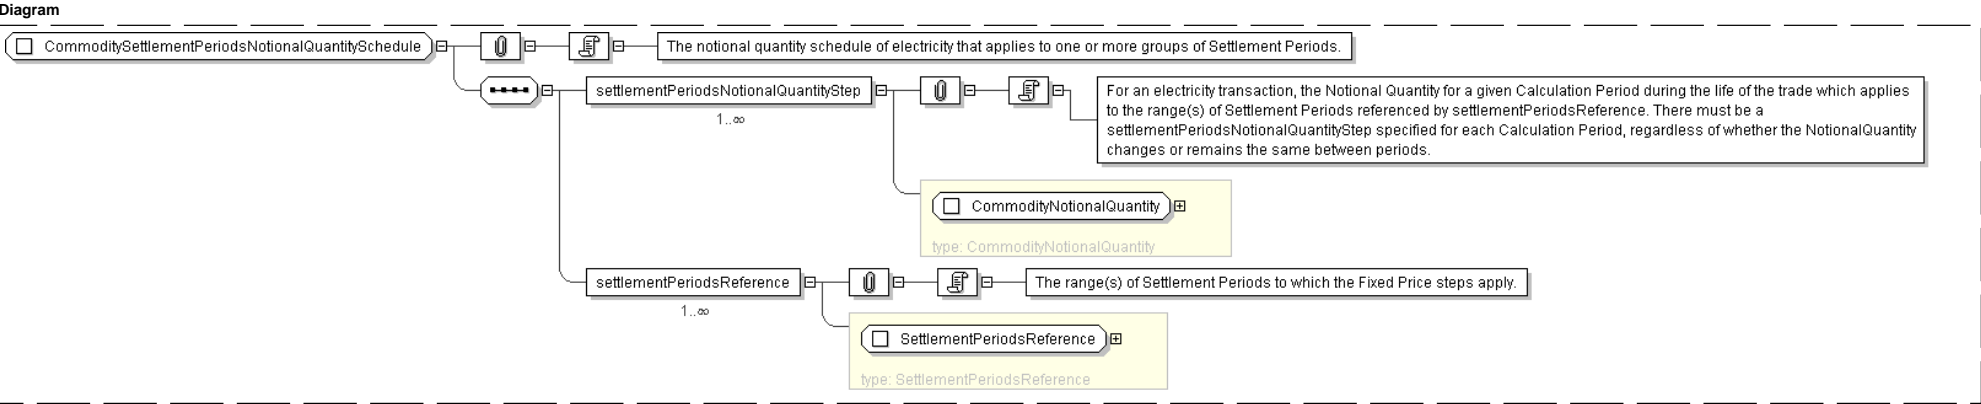 Diagram
CommoditySettlementPeriodsNotionalQuantitySchedule
The notional quantity schedule of electricity that applies to one or more groups of Settlement Periods.
settlementPeriodsNotionalQuantityStep
1..∞
For an electricity transaction, the Notional Quantity for a given Calculation Period during the life of the trade which applies
to the range(s) of Settlement Periods referenced by settlementPeriodsReference. There must be a
settlementPeriodsNotionalQuantityStep specified for each Calculation Period, regardless of whether the NotionalQuantity
changes or remains the same between periods.
CommodityNotionalQuantity
type: CommodityNotionalQuantity
settlementPeriodsReference
1..∞
The range(s) of Settlement Periods to which the Fixed Price steps apply.
SettlementPeriodsReference
type: SettlementPeriodsReference